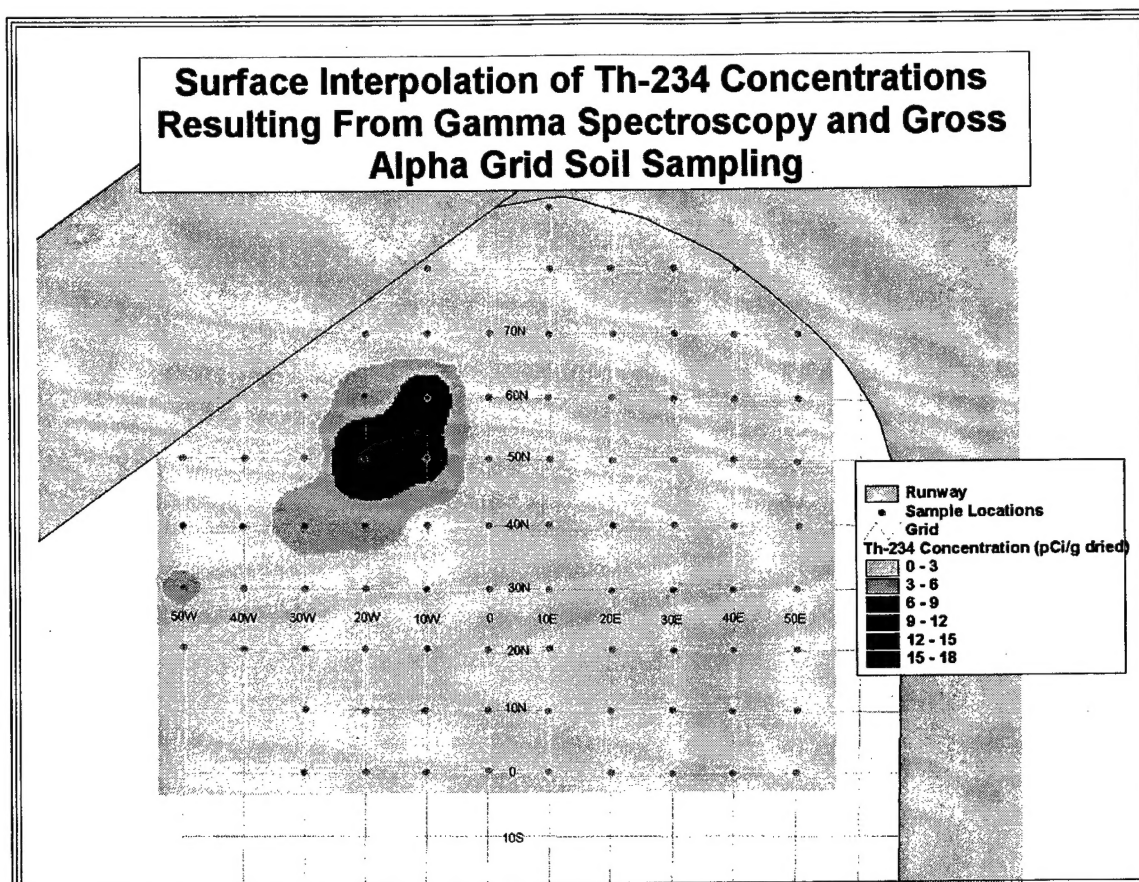 Surface Interpolation of Th-234 Concentrations
Resulting From Gamma Spectroscopy and Gross
Alpha Grid Soil Sampling
70N
60N
50N
40N
30N
50W 40W 30W 20W 10W 10E 20E 30E 40E 50E
20N
10N
0
10S
Runway
Sample Locations
Grid
Th-234 Concentration (pCi/g dried)
0 - 3
3 - 6
6 - 9
9 - 12
12 - 15
15 - 18